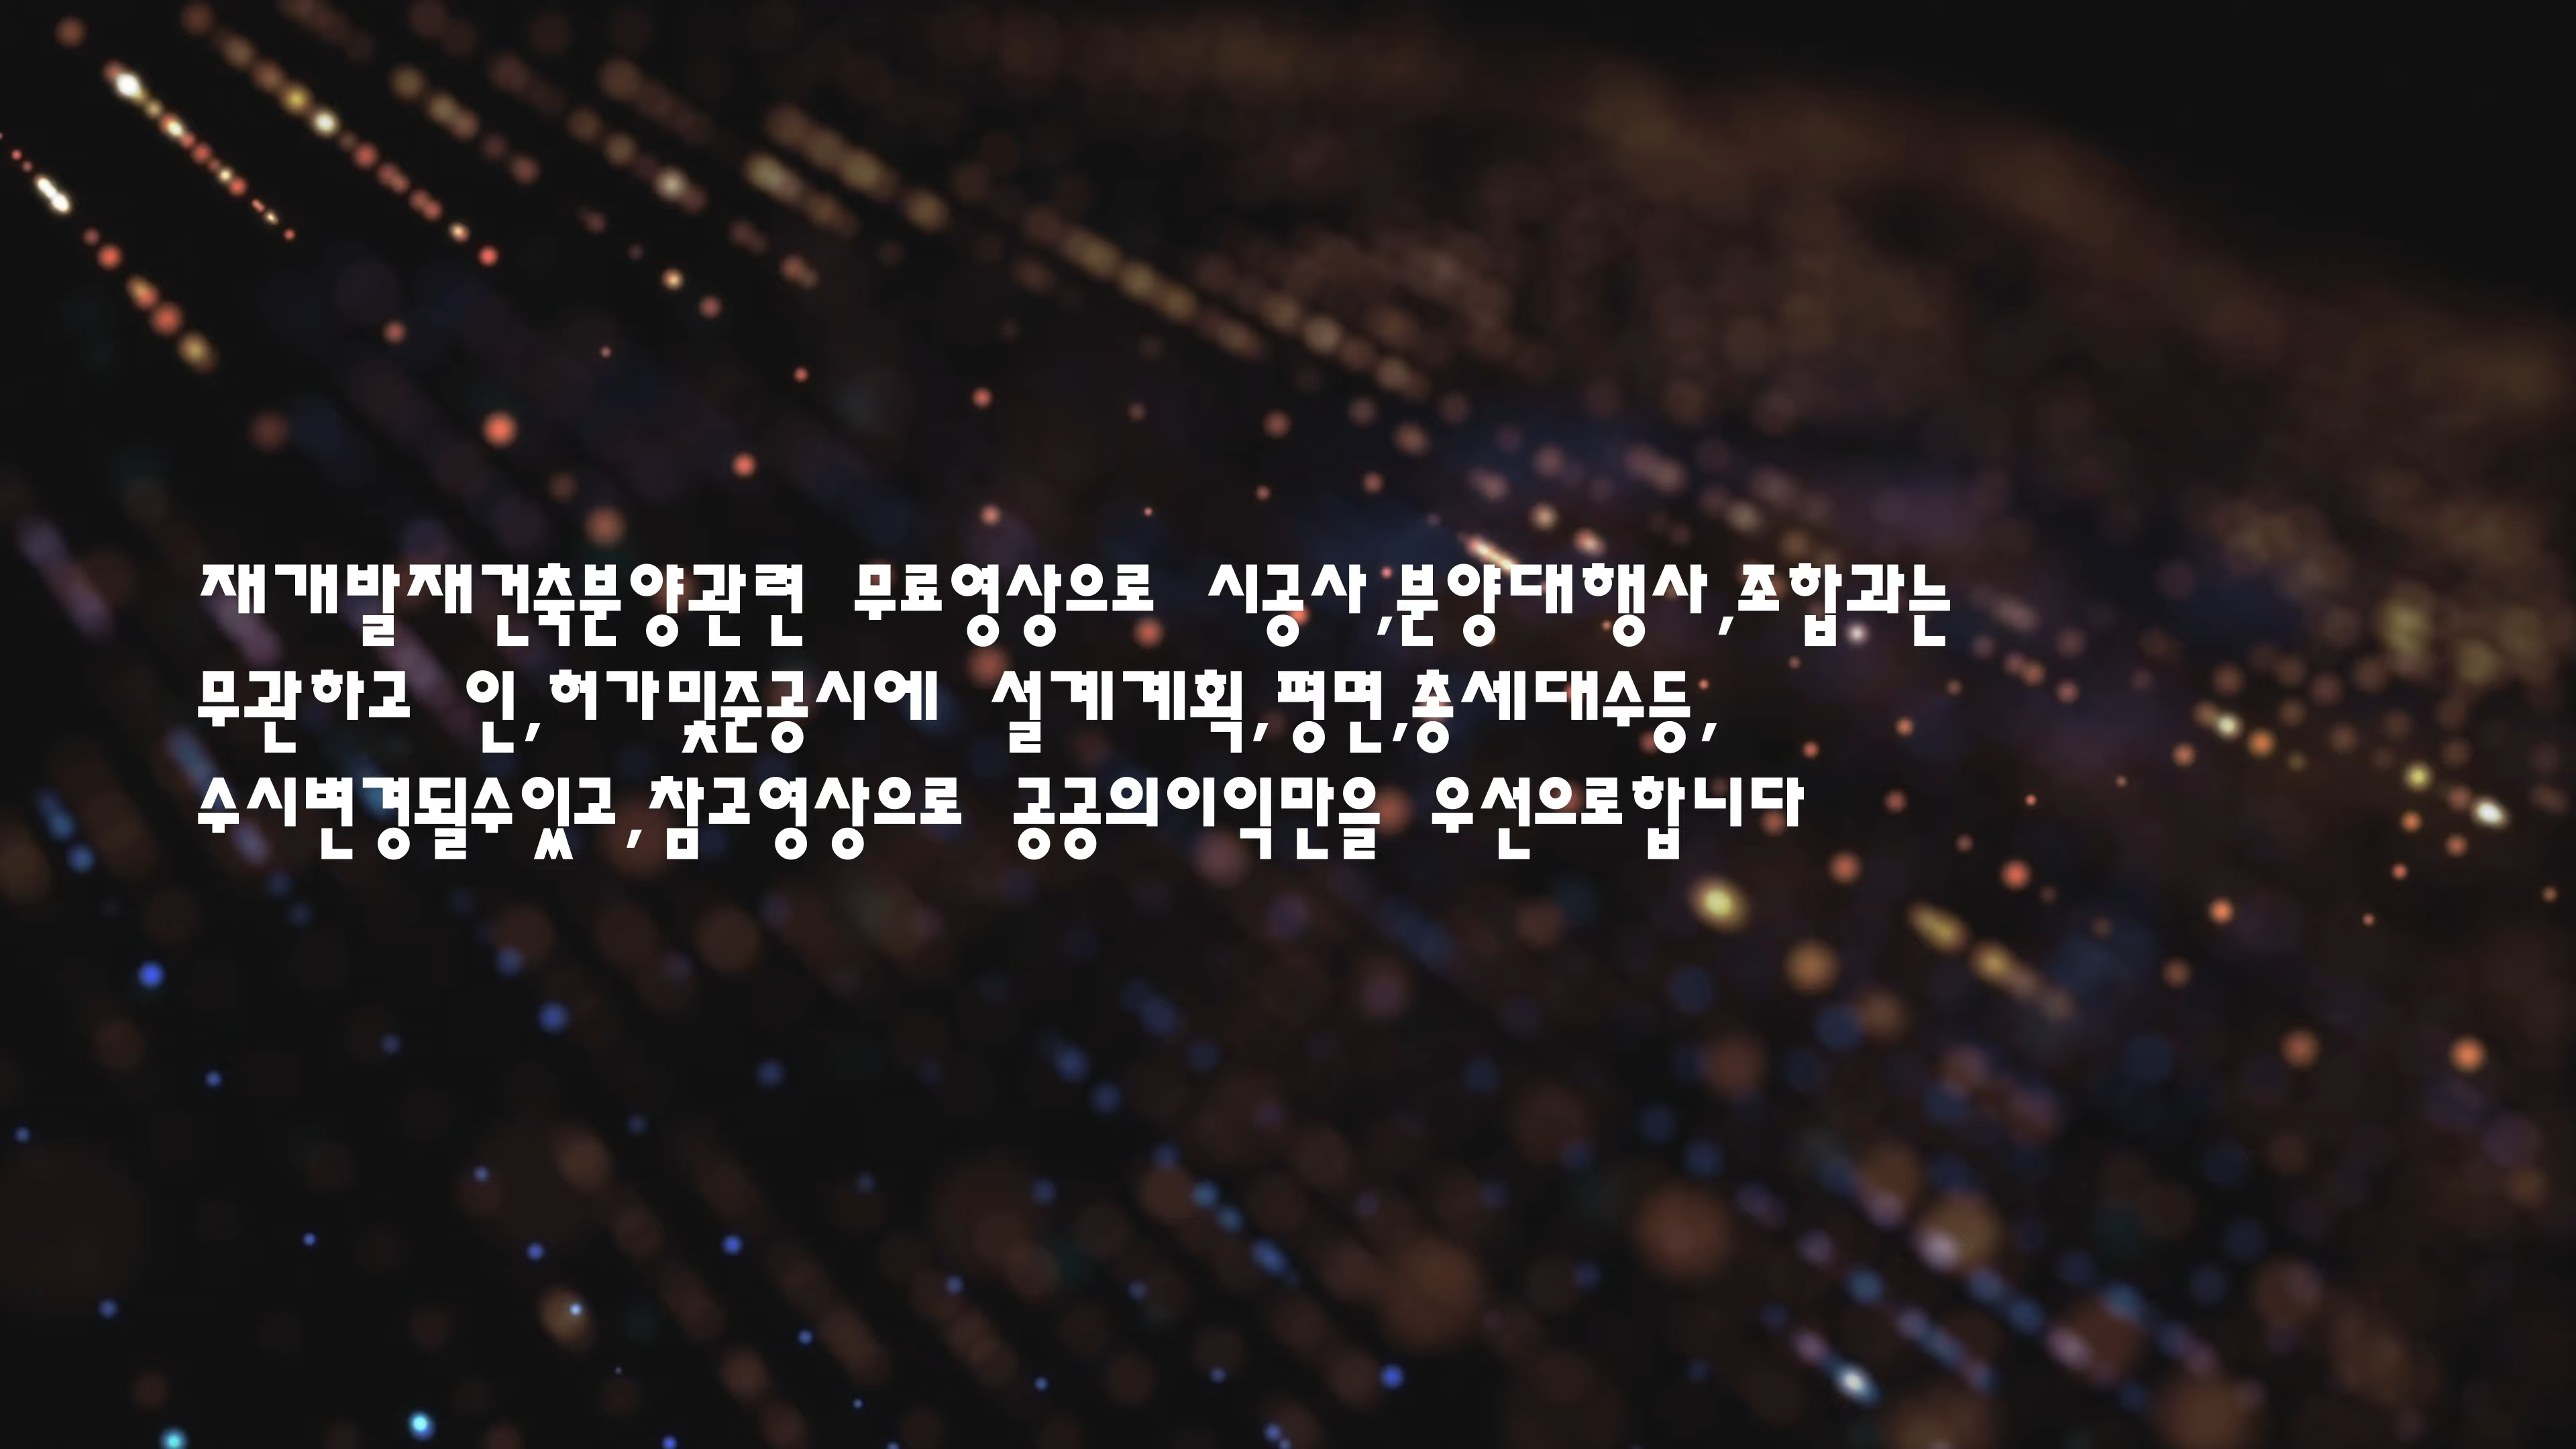 재개발재건축분양관련 무료영상으로 시공사,분양대행사,조합과는
무관하고 인,허가및준공시에 설계계획,평면,총세대수등,
수시변경될수있고,참고영상으로 공공의이익만을 우선으로합니다